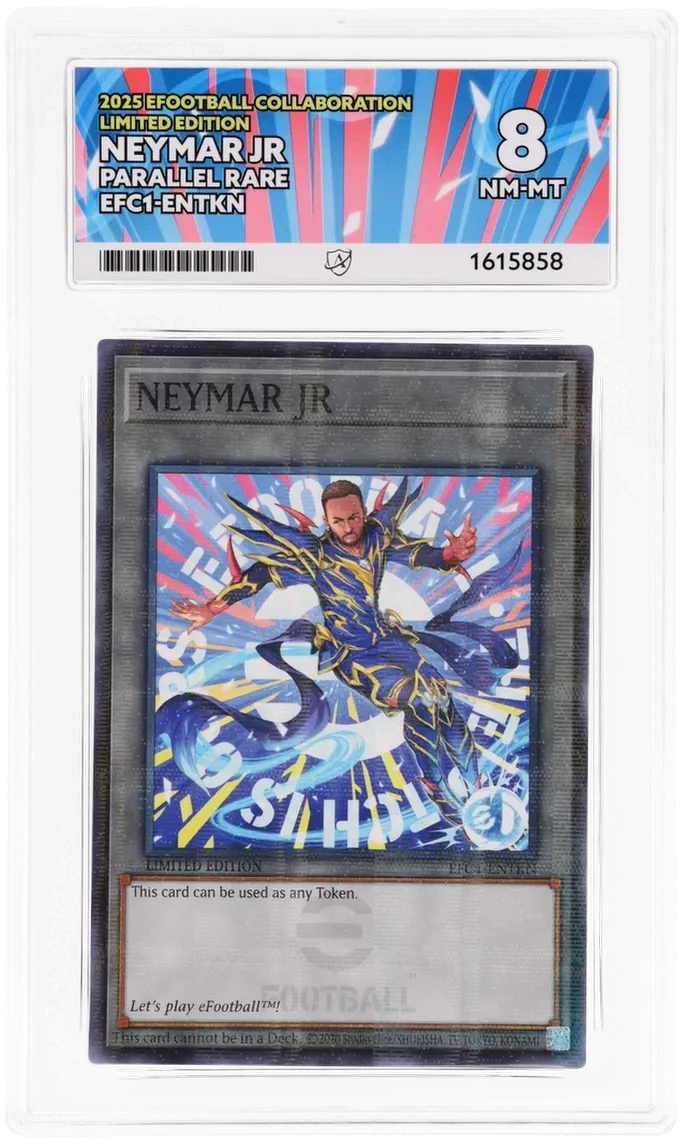 2025 EFOOTBALL COLLABORATION
LIMITED EDITION
NEYMAR JR
PARALLEL RARE
EFC1-ENTKN
8
NM-MT
1615858
NEYMAR JR
LIMITED EDITION
EFC1-ENTKN
This card can be used as any Token.
FOOTBALL™
Let's play eFootball™!
This card cannot be in a Deck. ©2020 Studio Dice/SHUEISHA, TV TOKYO, KONAMI